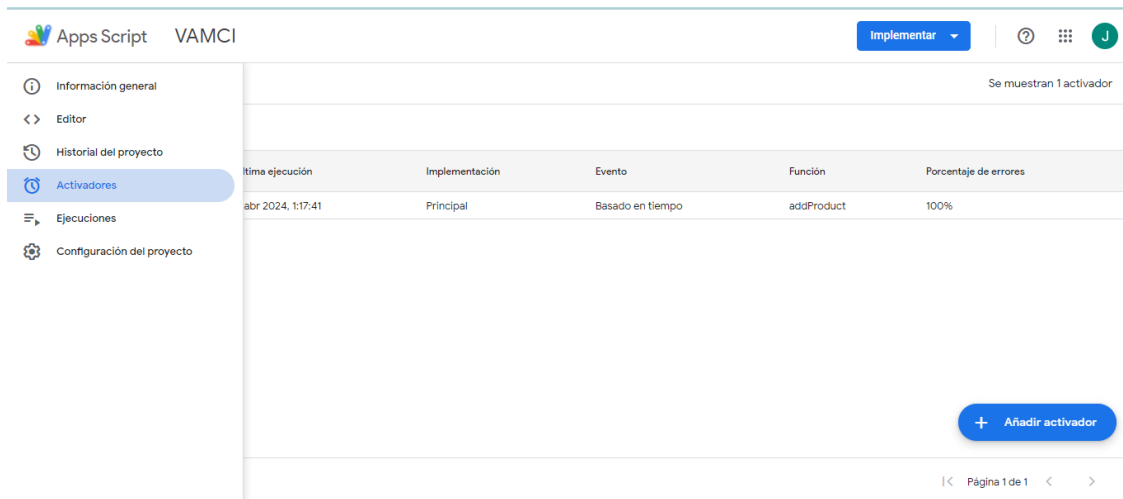 Apps Script VAMCI Implementar J
Información general Se muestran 1 activador
Editor
Historial del proyecto
ltima ejecución Implementación Evento Función Porcentaje de errores
Activadores
abr 2024, 1:17:41 Principal Basado en tiempo addProduct 100%
Ejecuciones
Configuración del proyecto
+ Añadir activador
Página 1 de 1